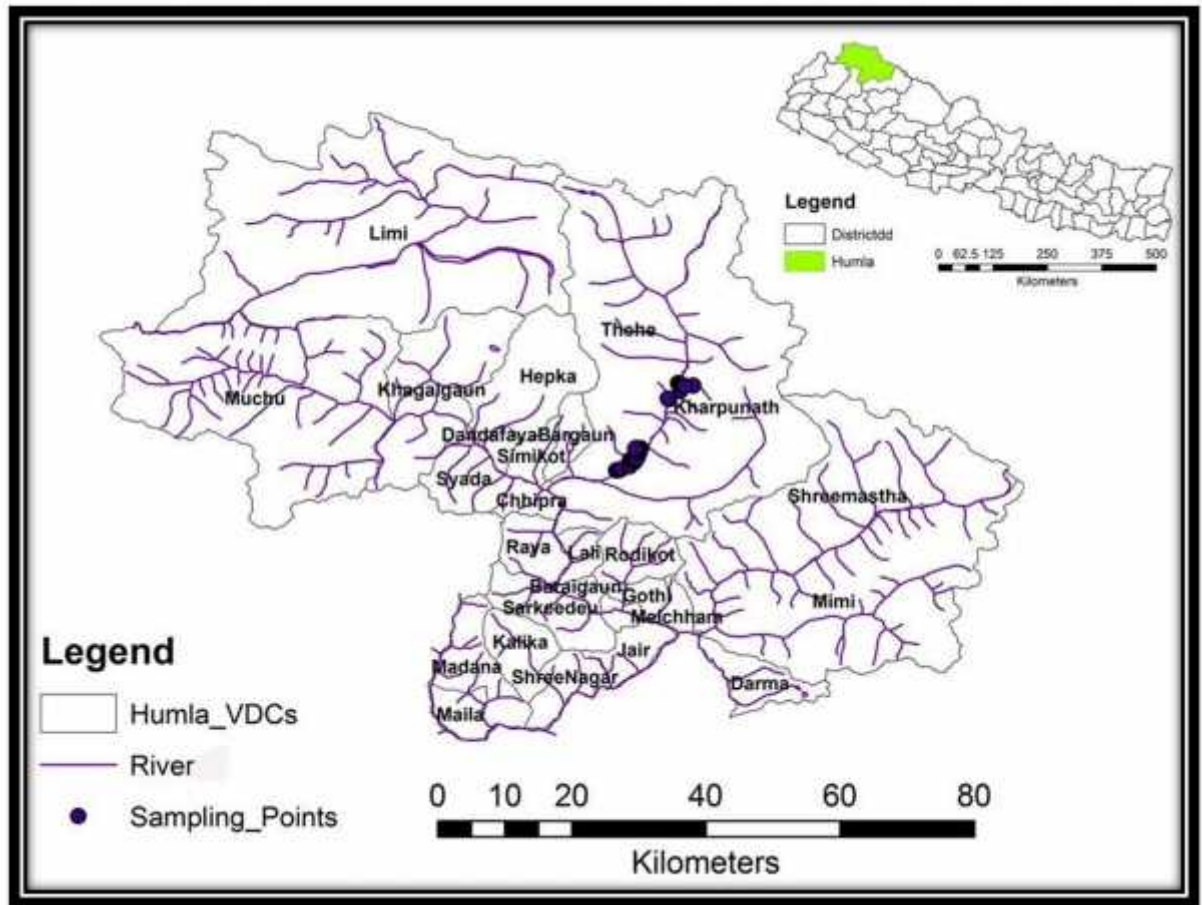 Legend
Districtdd
Humla
0 62.5 125 250 375 500
Kilometers
Limi
Thehe
Hepka
Khagalgaun
Muchu
Kharpunath
DandafayaBargaun
Simikot
Syada
Chhipra
Shreemastha
Raya
Lali
Rodikot
Baraigaun
Gothi
Mimi
Sarkeedeu
Melchham
Kalika
Jair
Madana
ShreeNagar
Darma
Maila
Legend
Humla_VDCs
River
Sampling_Points
0 10 20 40 60 80
Kilometers